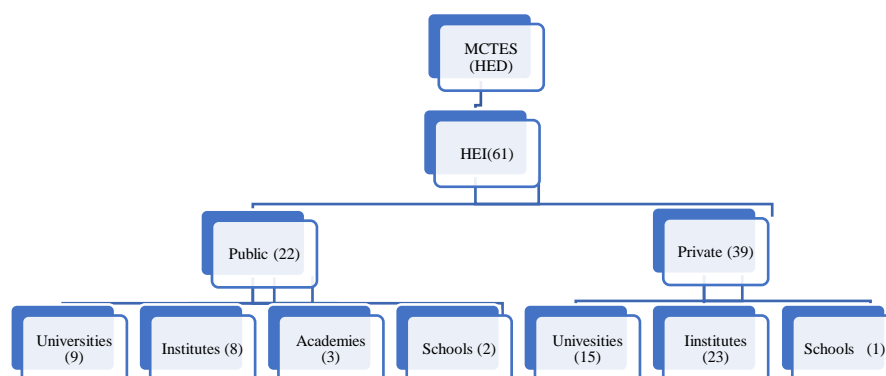 MCTES
(HED)
HEI(61)
Public (22)
Private (39)
Universities
(9)
Institutes (8)
Academies
(3)
Schools (2)
Univesities
(15)
Iinstitutes
(23)
Schools (1)